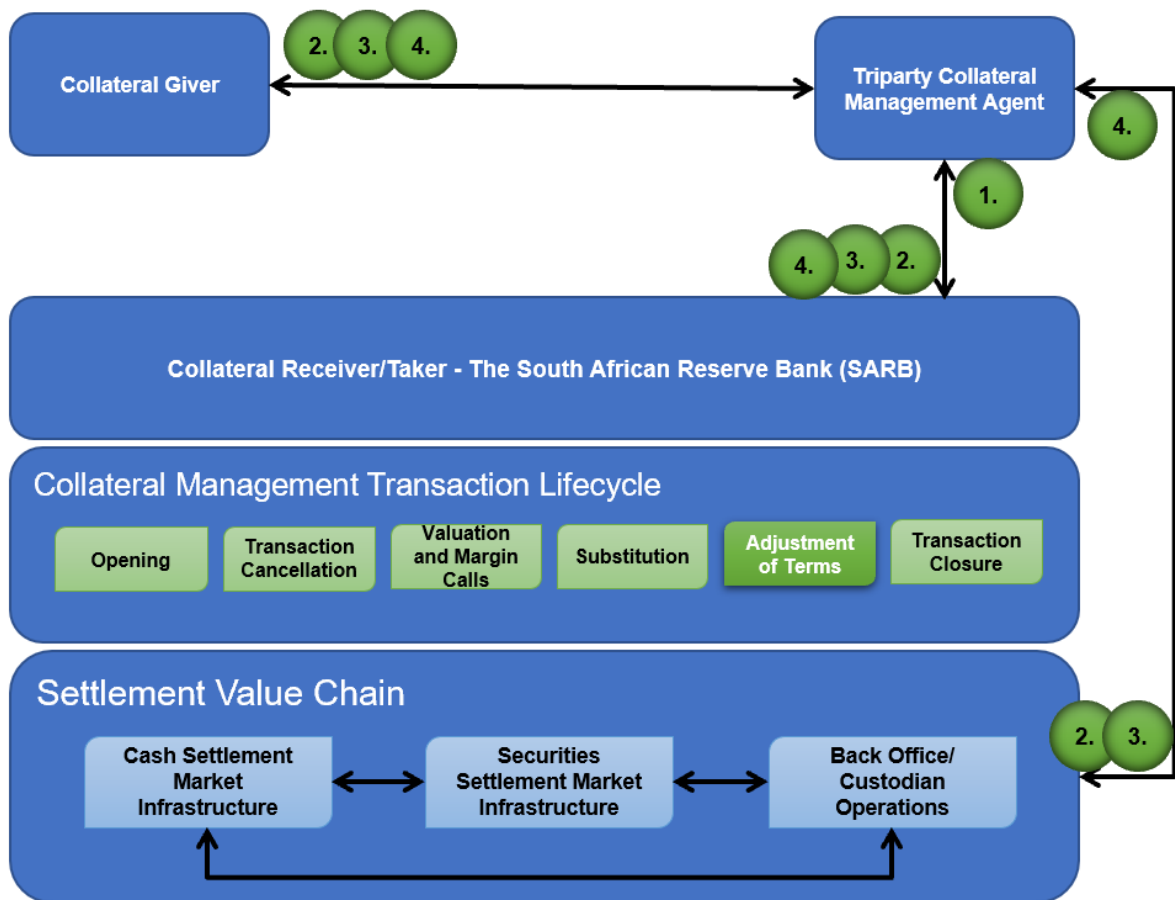 2. 3. 4.
Collateral Giver
Triparty Collateral
Management Agent
4.
1.
4. 3. 2.
Collateral Receiver/Taker - The South African Reserve Bank (SARB)
Collateral Management Transaction Lifecycle
Opening
Transaction
Cancellation
Valuation
and Margin
Calls
Substitution
Adjustment
of Terms
Transaction
Closure
Settlement Value Chain
2. 3.
Cash Settlement
Market
Infrastructure
Securities
Settlement Market
Infrastructure
Back Office/
Custodian
Operations